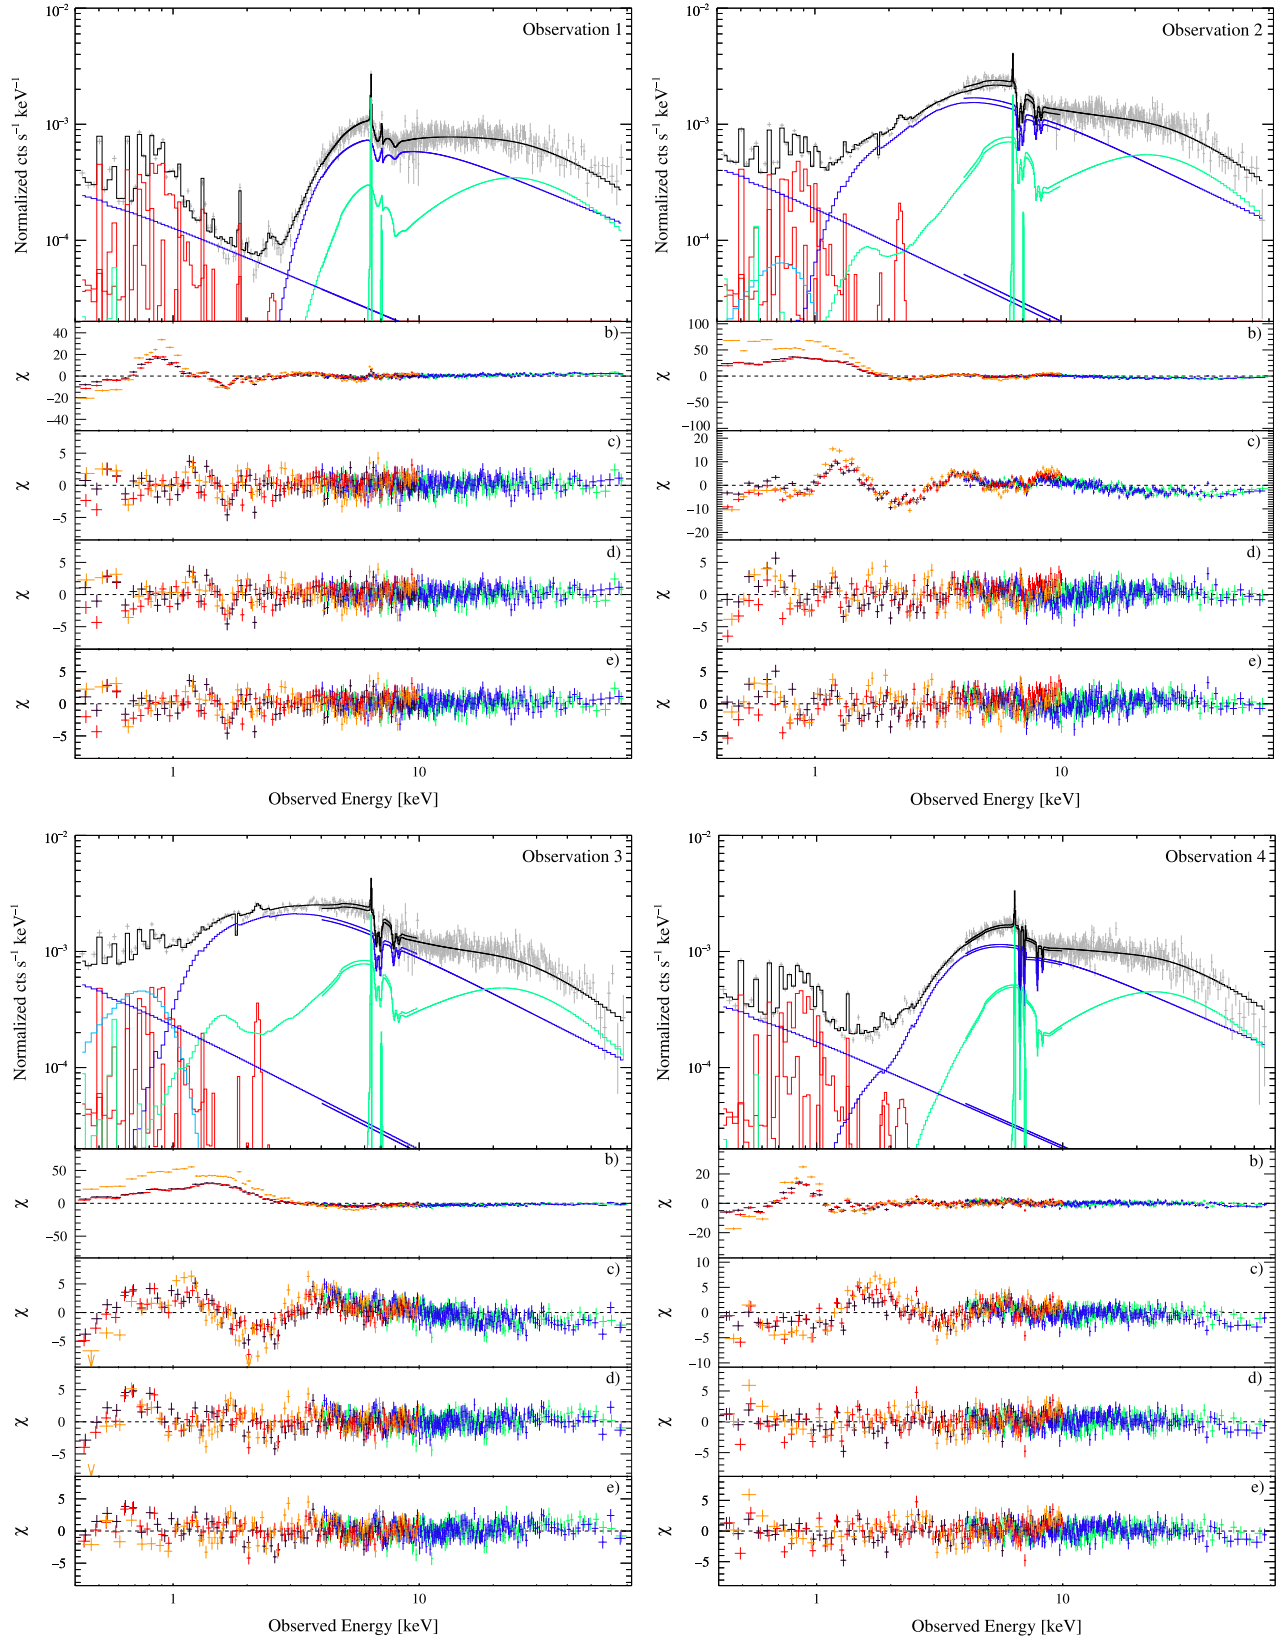 Observation 1
10⁻²
10⁻³
10⁻⁴
Normalized cts s⁻¹ keV⁻¹
b)
40
20
0
−20
−40
χ
c)
5
0
−5
χ
d)
5
0
−5
χ
e)
5
0
−5
χ
1
10
Observed Energy [keV]
Observation 2
10⁻²
10⁻³
10⁻⁴
Normalized cts s⁻¹ keV⁻¹
b)
100
50
0
−50
−100
χ
c)
20
10
0
−10
−20
χ
d)
5
0
−5
χ
e)
5
0
−5
χ
1
10
Observed Energy [keV]
Observation 3
10⁻²
10⁻³
10⁻⁴
Normalized cts s⁻¹ keV⁻¹
b)
50
0
−50
χ
c)
5
0
−5
χ
d)
5
0
−5
χ
e)
5
0
−5
χ
1
10
Observed Energy [keV]
Observation 4
10⁻²
10⁻³
10⁻⁴
Normalized cts s⁻¹ keV⁻¹
b)
20
0
−20
χ
c)
10
5
0
−5
−10
χ
d)
5
0
−5
χ
e)
5
0
−5
χ
1
10
Observed Energy [keV]